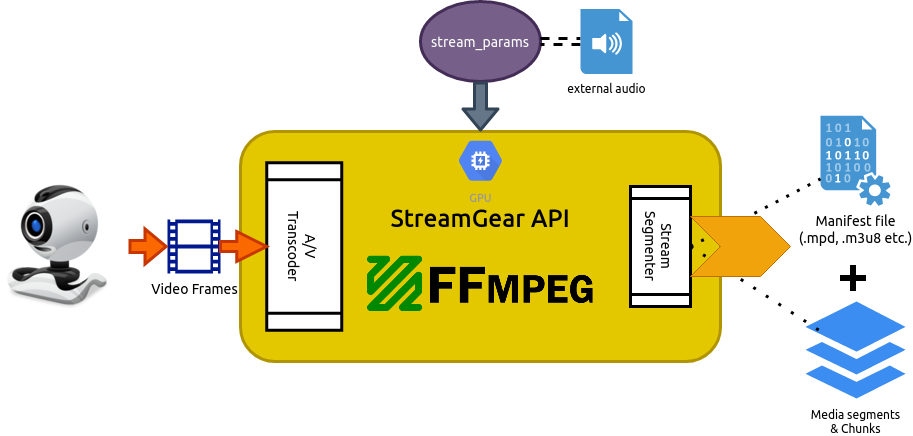 stream_params
external audio
GPU
StreamGear API
FFMPEG
A/V
Transcoder
Stream
Segmenter
Video Frames
101
01010
10110
10100
010
Manifest file
(.mpd, .m3u8 etc.)
+
Media segments
& Chunks